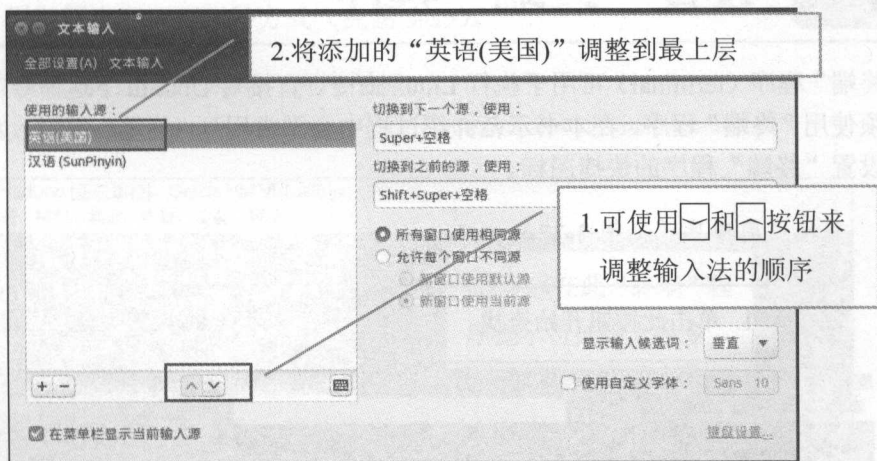 文本输入
2.将添加的“英语(美国)”调整到最上层
全部设置(A) 文本输入
使用的输入源：
英语(美国)
汉语 (SunPinyin)
切换到下一个源，使用：
Super+空格
切换到之前的源，使用：
Shift+Super+空格
1.可使用和按钮来
调整输入法的顺序
所有窗口使用相同源
允许每个窗口不同源
新窗口使用默认源
新窗口使用当前源
显示输入候选词： 垂直
使用自定义字体： Sans 10
在菜单栏显示当前输入源
键盘设置...